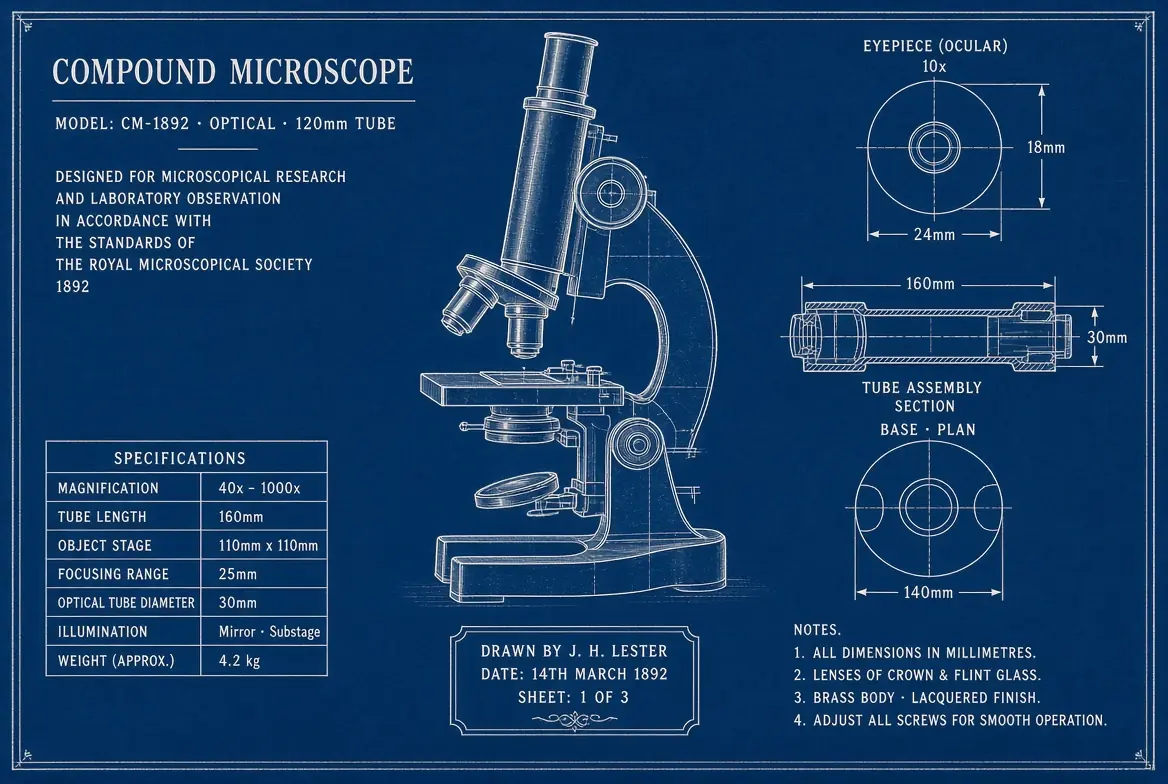 COMPOUND MICROSCOPE
MODEL: CM-1892 · OPTICAL · 120mm TUBE
DESIGNED FOR MICROSCOPICAL RESEARCH
AND LABORATORY OBSERVATION
IN ACCORDANCE WITH
THE STANDARDS OF
THE ROYAL MICROSCOPICAL SOCIETY
1892
SPECIFICATIONS
MAGNIFICATION 40x – 1000x
TUBE LENGTH 160mm
OBJECT STAGE 110mm x 110mm
FOCUSING RANGE 25mm
OPTICAL TUBE DIAMETER 30mm
ILLUMINATION Mirror · Substage
WEIGHT (APPROX.) 4.2 kg
DRAWN BY J. H. LESTER
DATE: 14TH MARCH 1892
SHEET: 1 OF 3
EYEPIECE (OCULAR)
10x
18mm
24mm
160mm
30mm
TUBE ASSEMBLY
SECTION
BASE · PLAN
140mm
NOTES.
1. ALL DIMENSIONS IN MILLIMETRES.
2. LENSES OF CROWN & FLINT GLASS.
3. BRASS BODY · LACQUERED FINISH.
4. ADJUST ALL SCREWS FOR SMOOTH OPERATION.